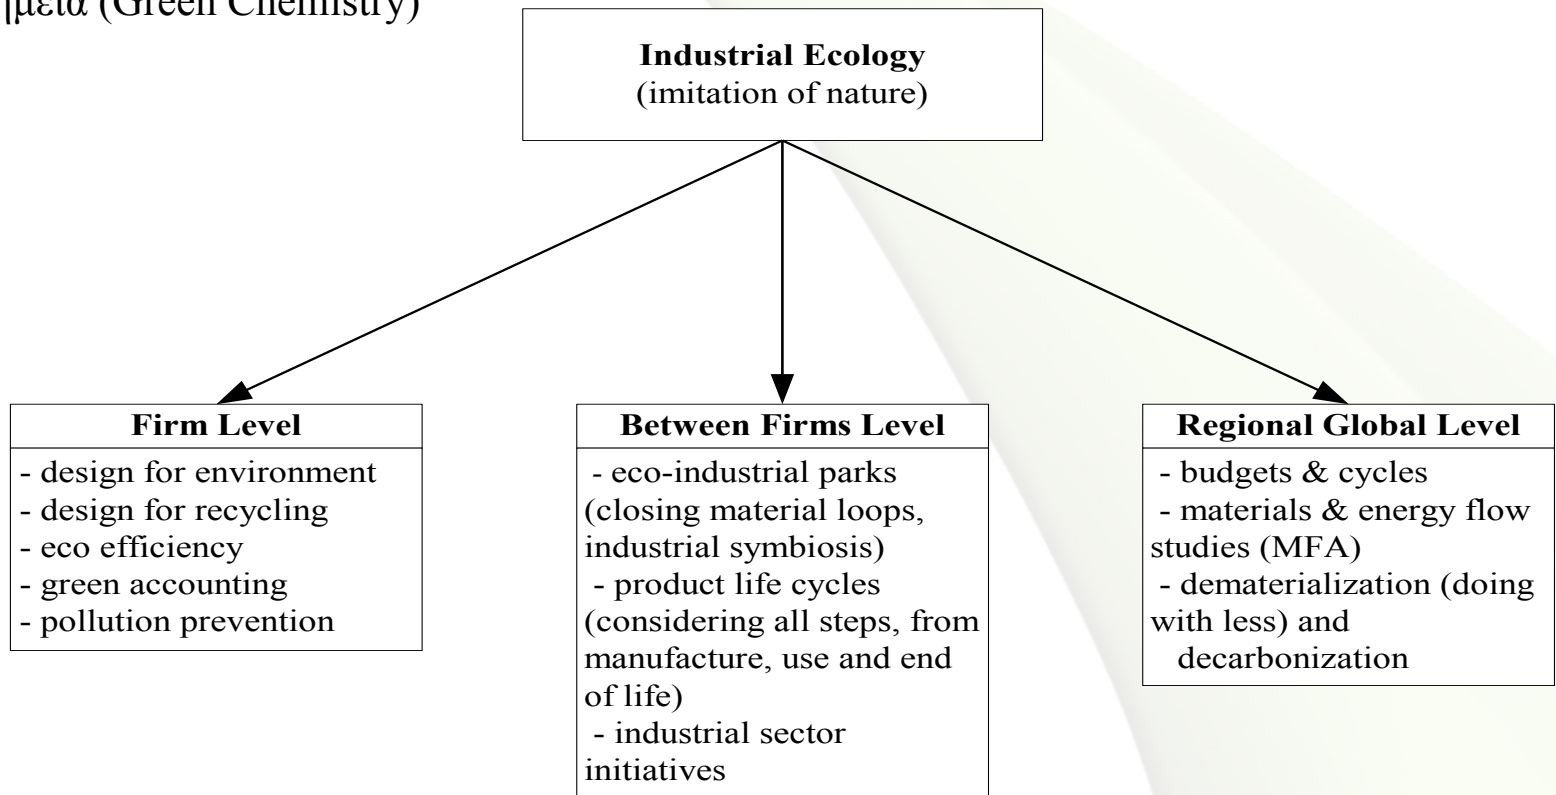 ημεία (Green Chemistry)
Industrial Ecology
(imitation of nature)
Firm Level
- design for environment
- design for recycling
- eco efficiency
- green accounting
- pollution prevention
Between Firms Level
- eco-industrial parks
(closing material loops,
industrial symbiosis)
- product life cycles
(considering all steps, from
manufacture, use and end
of life)
- industrial sector
initiatives
Regional Global Level
- budgets & cycles
- materials & energy flow
studies (MFA)
- dematerialization (doing
with less) and
decarbonization